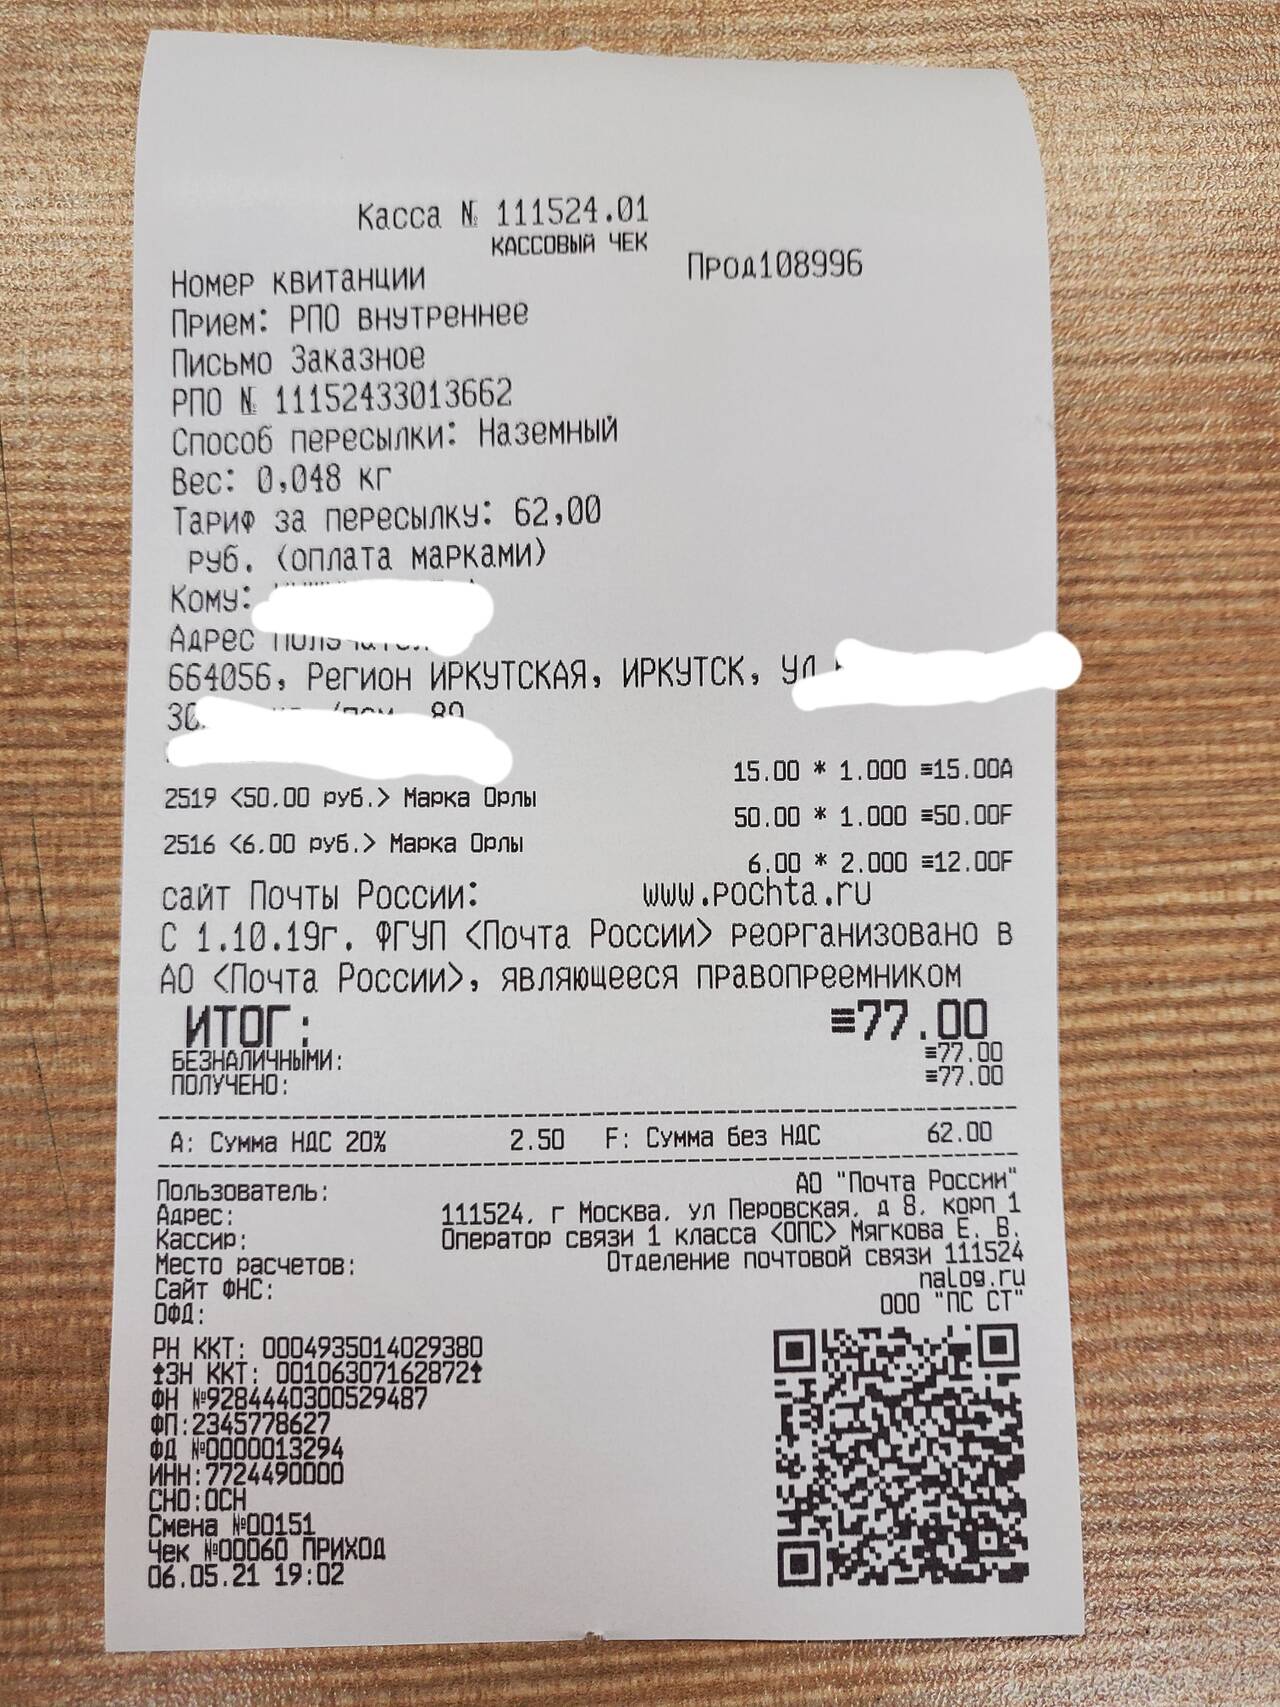 Касса № 111524.01
КАССОВЫЙ ЧЕК
Номер квитанции Прод108996
Прием: РПО внутреннее
Письмо Заказное
РПО № 11152433013662
Способ пересылки: Наземный
Вес: 0,048 кг
Тариф за пересылку: 62,00
руб. (оплата марками)
Кому:
Адрес
664056, Регион ИРКУТСКАЯ, ИРКУТСК, УЛ
89
15.00 * 1.000 ≡15.00А
2519 <50.00 руб.> Марка Орлы
50.00 * 1.000 ≡50.00F
2516 <6.00 руб.> Марка Орлы
6.00 * 2.000 ≡12.00F
сайт Почты России: www.pochta.ru
С 1.10.19г. ФГУП <Почта России> реорганизовано в
АО <Почта России>, являющееся правопреемником
ИТОГ: ≡77.00
БЕЗНАЛИЧНЫМИ: ≡77.00
ПОЛУЧЕНО: ≡77.00
А: Сумма НДС 20% 2.50 F: Сумма без НДС 62.00
Пользователь: АО "Почта России"
Адрес: 111524, г Москва, ул Перовская, д 8, корп 1
Кассир: Оператор связи 1 класса <ОПС> Мягкова Е. В.
Место расчетов: Отделение почтовой связи 111524
Сайт ФНС: nalog.ru
ОФД: ООО "ПС СТ"
РН ККТ: 0004935014029380
ЗН ККТ: 00106307162872
ФН №9284440300529487
ФП:2345778627
ФД №0000013294
ИНН:7724490000
СНО:ОСН
Смена №00151
Чек №00060 ПРИХОД
06.05.21 19:02